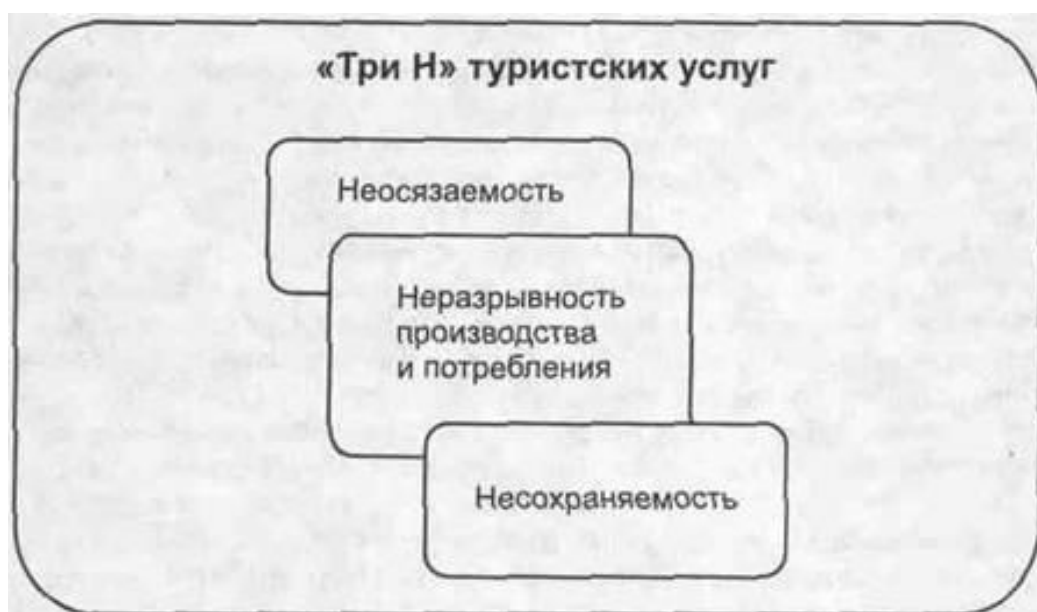 «Три Н» туристских услуг
Неосязаемость
Неразрывность
производства
и потребления
Несохраняемость